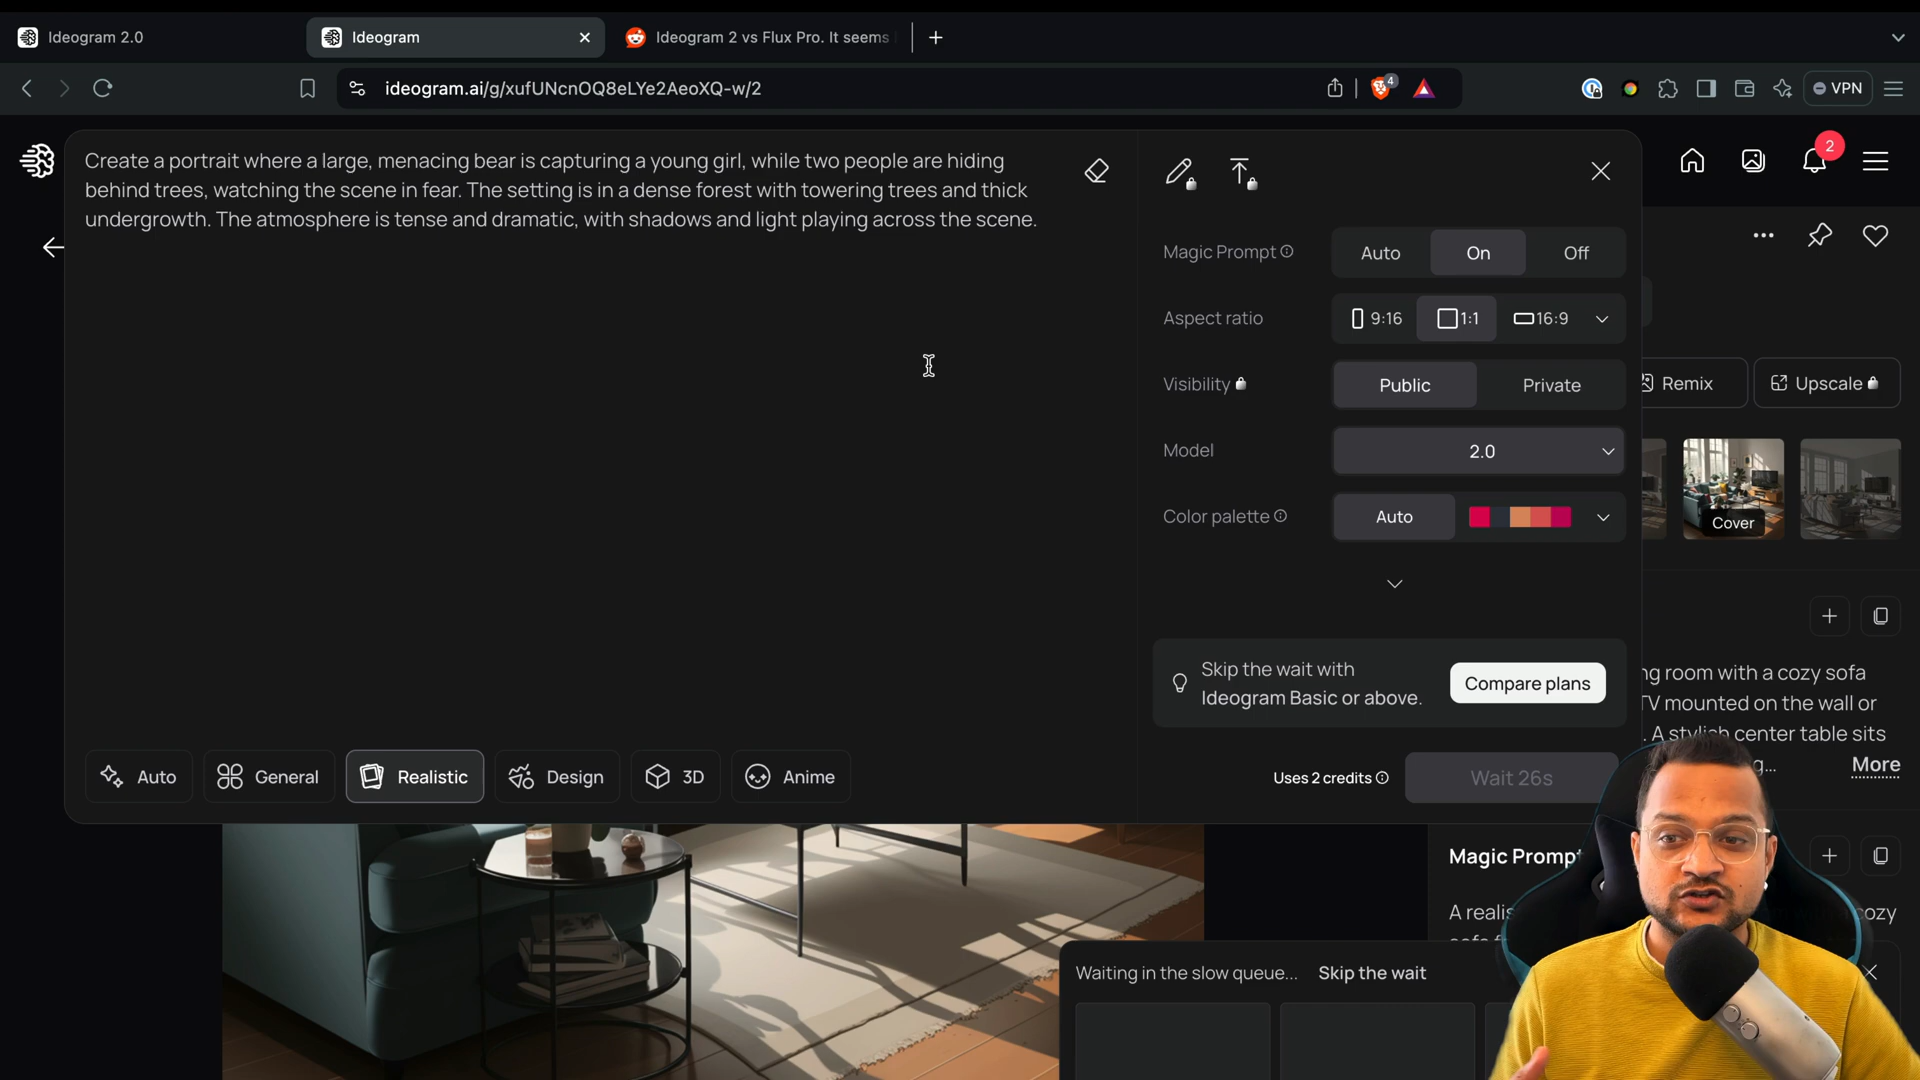 Ideogram 2.0
Ideogram
Ideogram 2 vs Flux Pro. It seems
ideogram.ai/g/xufUNcnOQ8eLYe2AeoXQ-w/2
4
VPN
Create a portrait where a large, menacing bear is capturing a young girl, while two people are hiding
behind trees, watching the scene in fear. The setting is in a dense forest with towering trees and thick
undergrowth. The atmosphere is tense and dramatic, with shadows and light playing across the scene.
2
Magic Prompt Auto On Off
Aspect ratio 9:16 1:1 16:9
Visibility Public Private
Remix Upscale
Model 2.0
Color palette Auto
Cover
Skip the wait with
Ideogram Basic or above.
Compare plans
ng room with a cozy sofa
TV mounted on the wall or
. A stylish center table sits
More
Auto General Realistic Design 3D Anime
Uses 2 credits Wait 26s
Magic Prompt
A realis
cozy
Waiting in the slow queue... Skip the wait